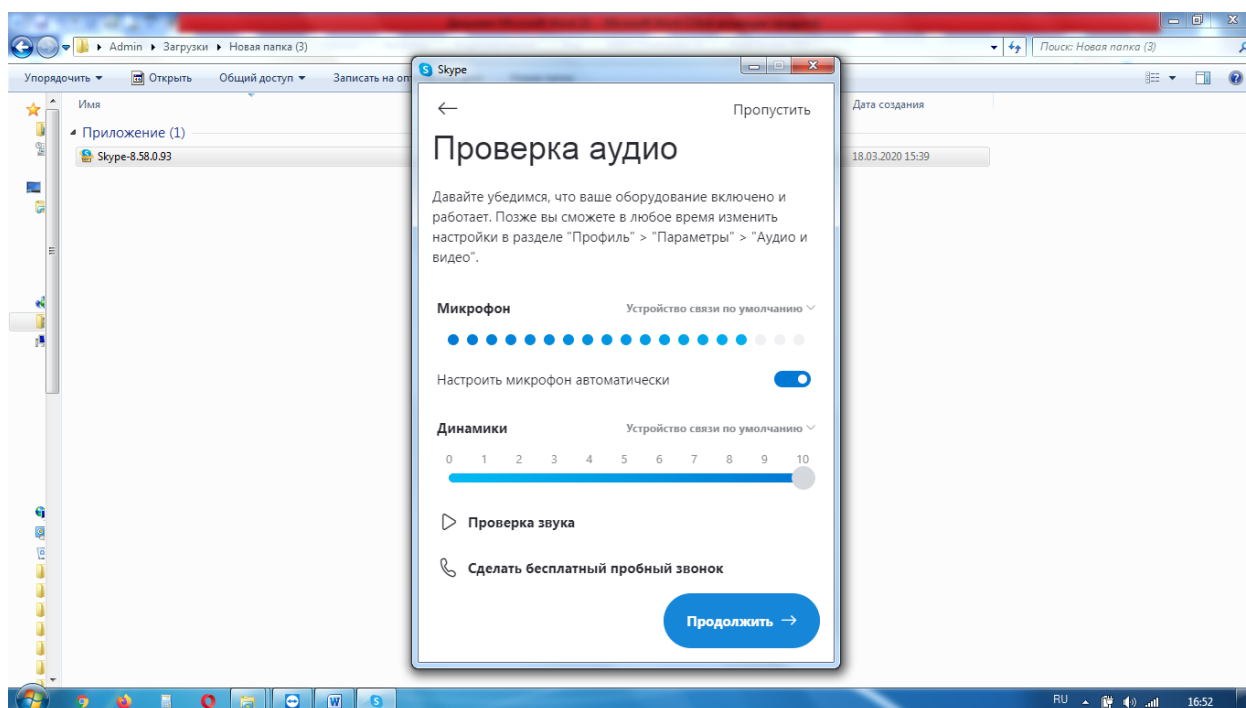 Admin ▸ Загрузки ▸ Новая папка (3)
Поиск: Новая папка (3)
Упорядочить
Открыть
Общий доступ
Записать на оп
Имя
Дата создания
Приложение (1)
Skype-8.58.0.93
18.03.2020 15:39
Skype
Пропустить
Проверка аудио
Давайте убедимся, что ваше оборудование включено и
работает. Позже вы сможете в любое время изменить
настройки в разделе "Профиль" > "Параметры" > "Аудио и
видео".
Микрофон Устройство связи по умолчанию
Настроить микрофон автоматически
Динамики Устройство связи по умолчанию
0 1 2 3 4 5 6 7 8 9 10
Проверка звука
Сделать бесплатный пробный звонок
Продолжить →
RU 16:52